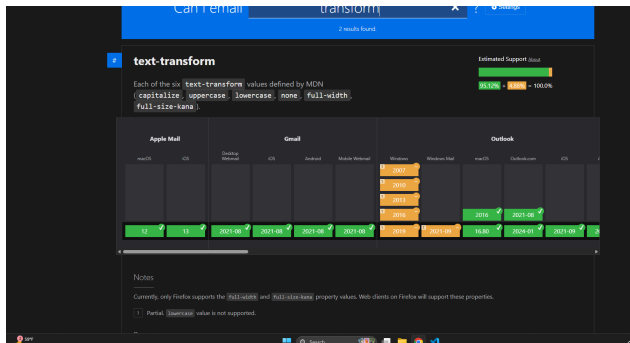 Can I email transform × ? Settings
2 results found.
# text-transform
Estimated Support About
95.12% + 4.88% = 100.0%
Each of the six text-transform values defined by MDN
( capitalize , uppercase , lowercase , none , full-width ,
full-size-kana ).
Apple Mail Gmail Outlook
macOS iOS Desktop Webmail iOS Android Mobile Webmail Windows Windows Mail macOS Outlook.com iOS
2007
2010
2013
2016 2016 2021-08
12 13 2021-08 2021-08 2021-08 2021-08 2019 2021-09 16.80 2024-01 2021-08
Notes
Currently, only Firefox supports the full-width and full-size-kana property values. Web clients on Firefox will support these properties.
1 Partial. lowercase value is not supported.
Search